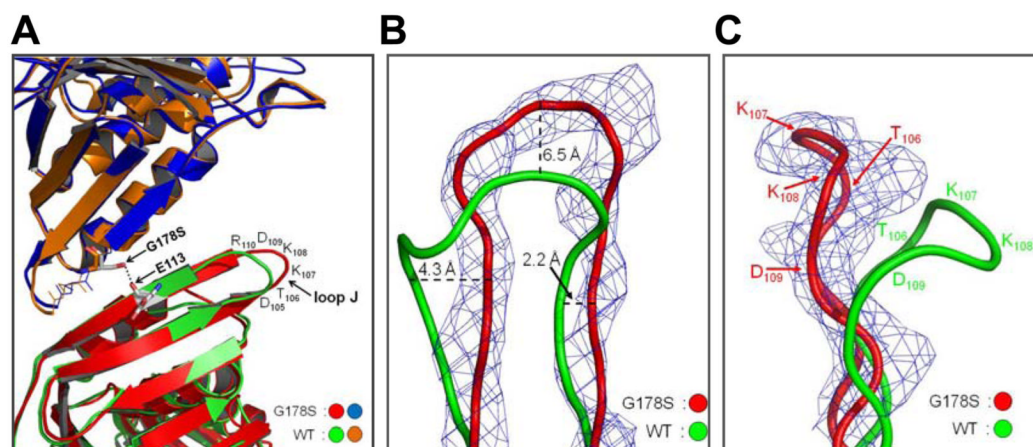 A
B
C
G178S
E113
R₁₁₀ D₁₀₉ K₁₀₈
K₁₀₇
loop J
T₁₀₆
D₁₀₅
G178S :
WT :
6.5 Å
4.3 Å
2.2 Å
G178S :
WT :
K₁₀₇
T₁₀₆
K₁₀₈
D₁₀₉
K₁₀₇
T₁₀₆
K₁₀₈
D₁₀₉
G178S :
WT :